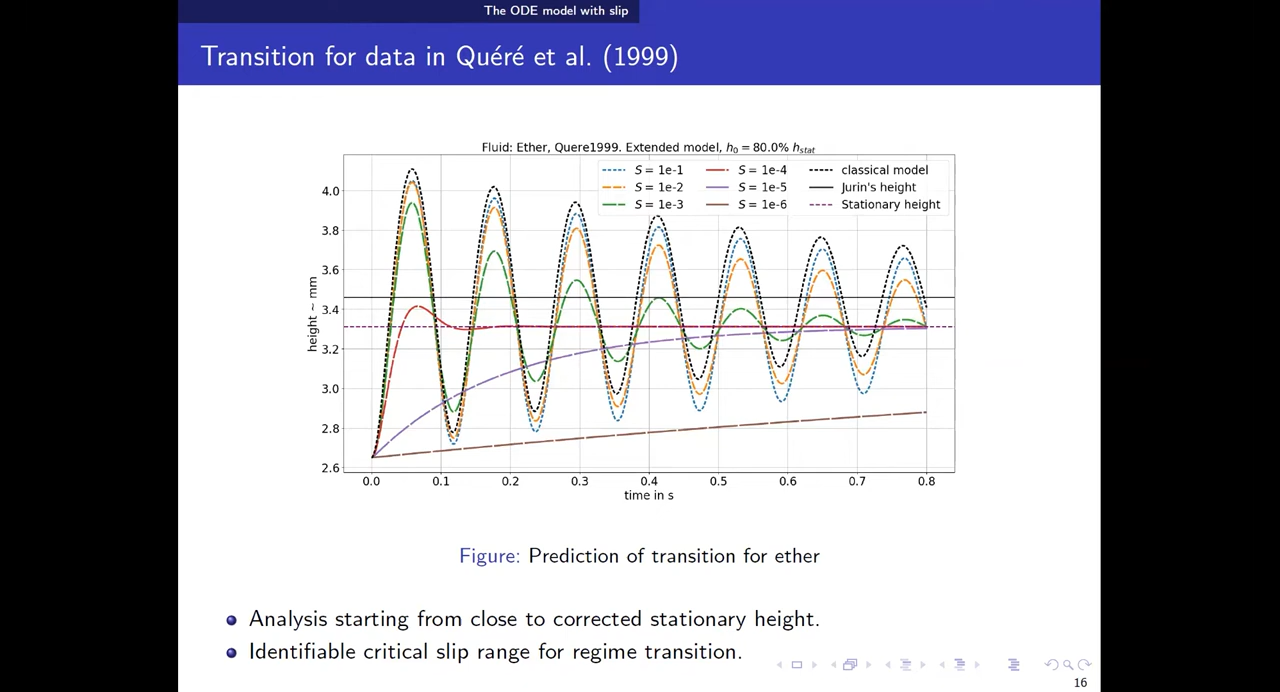 The ODE model with slip
Transition for data in Quéré et al. (1999)
Fluid: Ether, Quere1999. Extended model, h₀ = 80.0% hₛₜₐₜ
S = 1e-1
S = 1e-2
S = 1e-3
S = 1e-4
S = 1e-5
S = 1e-6
classical model
Jurin's height
Stationary height
height ~ mm
4.0
3.8
3.6
3.4
3.2
3.0
2.8
2.6
0.0 0.1 0.2 0.3 0.4 0.5 0.6 0.7 0.8
time in s
Figure: Prediction of transition for ether
Analysis starting from close to corrected stationary height.
Identifiable critical slip range for regime transition.
16